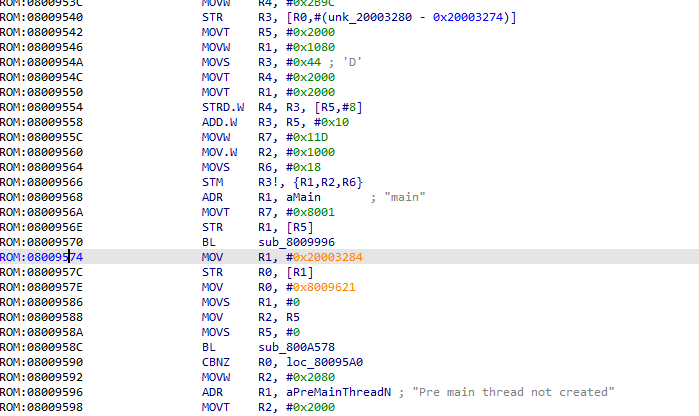 ROM:0800953C MOVW R4, #0x2B9C
ROM:08009540 STR R3, [R0,#(unk_20003280 - 0x20003274)]
ROM:08009542 MOVT R5, #0x2000
ROM:08009546 MOVW R1, #0x1080
ROM:0800954A MOVS R3, #0x44 ; 'D'
ROM:0800954C MOVT R4, #0x2000
ROM:08009550 MOVT R1, #0x2000
ROM:08009554 STRD.W R4, R3, [R5,#8]
ROM:08009558 ADD.W R3, R5, #0x10
ROM:0800955C MOVW R7, #0x11D
ROM:08009560 MOV.W R2, #0x1000
ROM:08009564 MOVS R6, #0x18
ROM:08009566 STM R3!, {R1,R2,R6}
ROM:08009568 ADR R1, aMain ; "main"
ROM:0800956A MOVT R7, #0x8001
ROM:0800956E STR R1, [R5]
ROM:08009570 BL sub_8009996
ROM:08009574 MOV R1, #0x20003284
ROM:0800957C STR R0, [R1]
ROM:0800957E MOV R0, #0x8009621
ROM:08009586 MOVS R1, #0
ROM:08009588 MOV R2, R5
ROM:0800958A MOVS R5, #0
ROM:0800958C BL sub_800A578
ROM:08009590 CBNZ R0, loc_80095A0
ROM:08009592 MOVW R2, #0x2080
ROM:08009596 ADR R1, aPreMainThreadN ; "Pre main thread not created"
ROM:08009598 MOVT R2, #0x2000